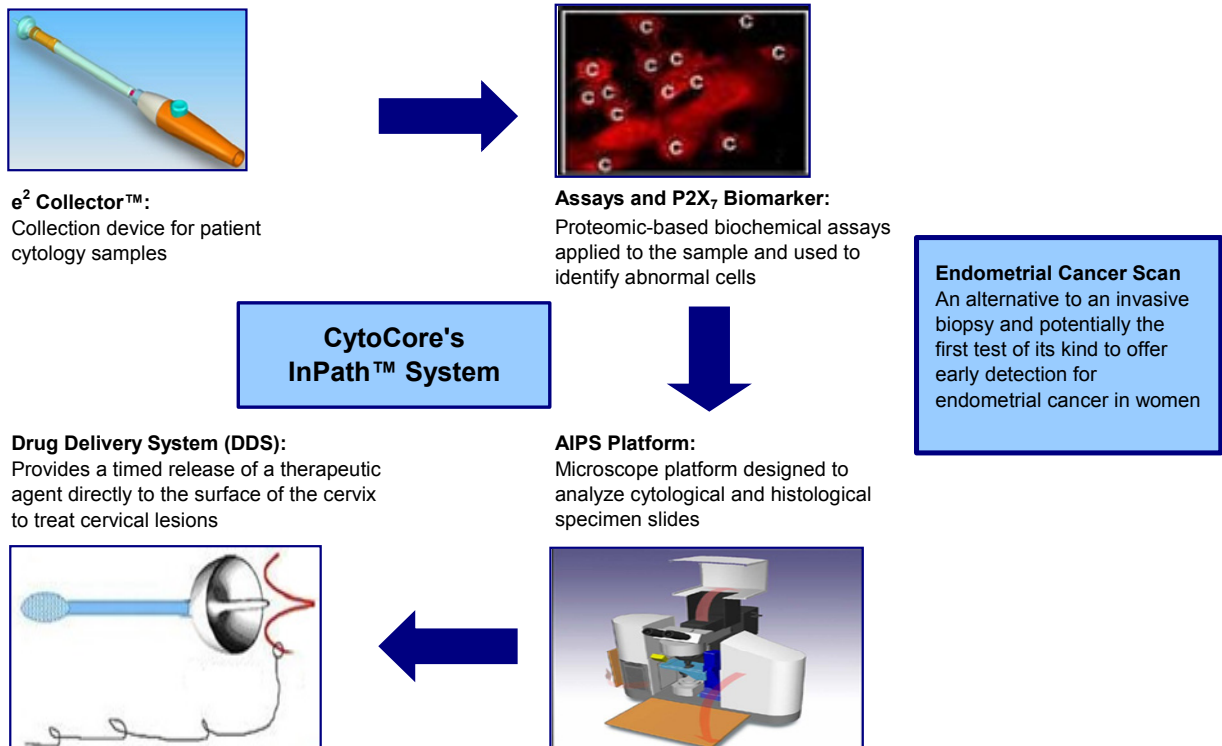 e² Collector™:
Collection device for patient
cytology samples
C C C C C C C C C C C C C C
Assays and P2X₇ Biomarker:
Proteomic-based biochemical assays
applied to the sample and used to
identify abnormal cells
Endometrial Cancer Scan
An alternative to an invasive
biopsy and potentially the
first test of its kind to offer
early detection for
endometrial cancer in women
CytoCore's
InPath™ System
Drug Delivery System (DDS):
Provides a timed release of a therapeutic
agent directly to the surface of the cervix
to treat cervical lesions
AIPS Platform:
Microscope platform designed to
analyze cytological and histological
specimen slides